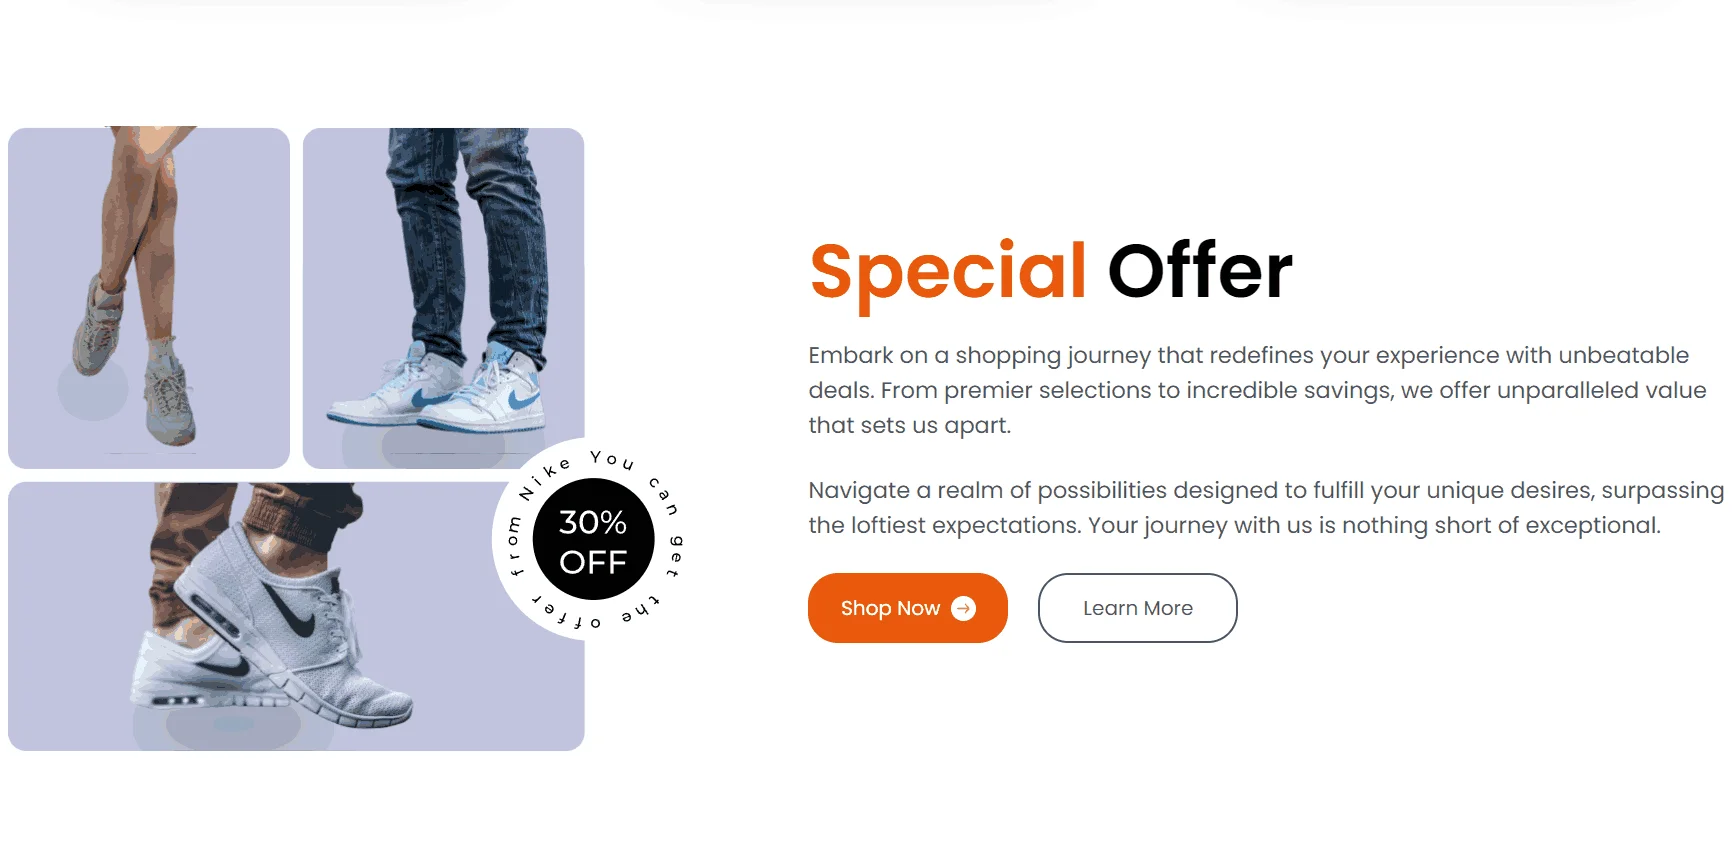 Special Offer
Embark on a shopping journey that redefines your experience with unbeatable
deals. From premier selections to incredible savings, we offer unparalleled value
that sets us apart.
Navigate a realm of possibilities designed to fulfill your unique desires, surpassing
the loftiest expectations. Your journey with us is nothing short of exceptional.
Shop Now
Learn More
You can get the offer from Nike
30%
OFF